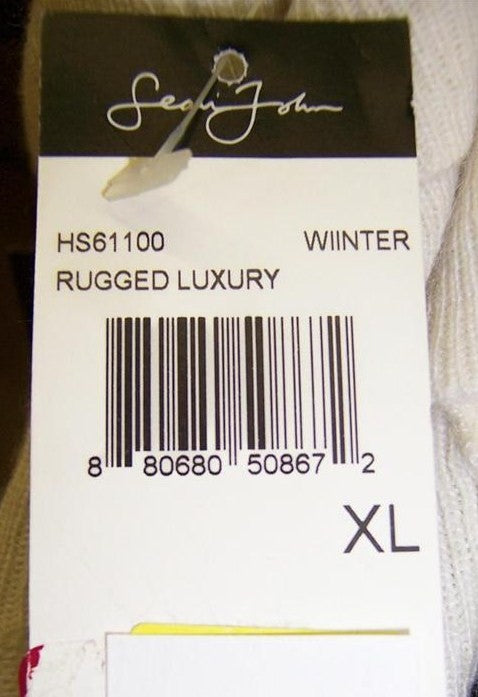 Sean John
HS61100 WIINTER
RUGGED LUXURY
8 80680 50867 2
XL